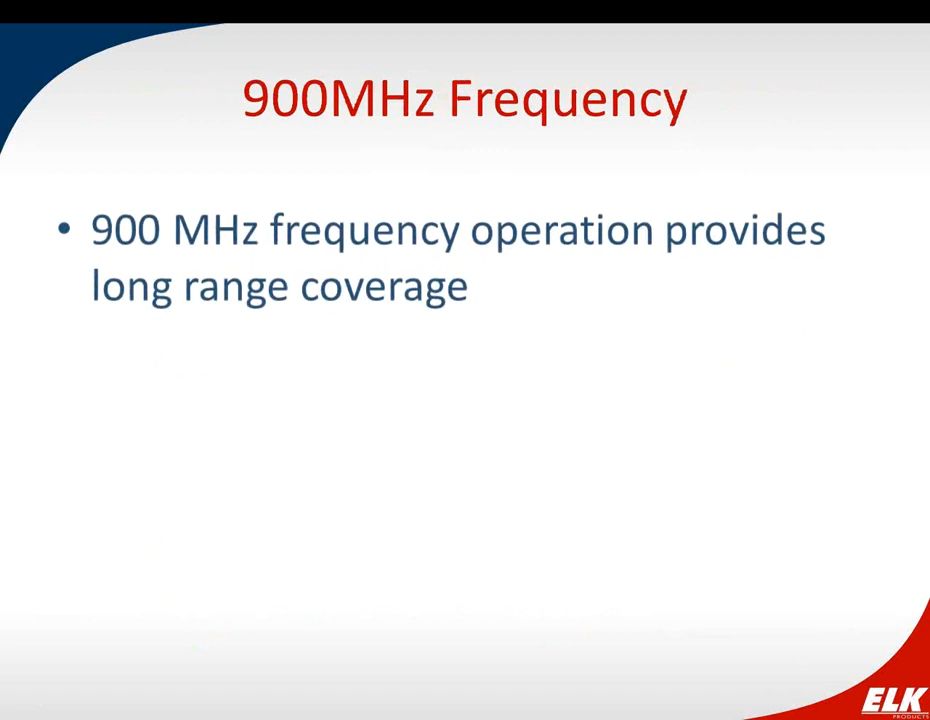 900MHz Frequency
• 900 MHz frequency operation provides
long range coverage
ELK
PRODUCTS